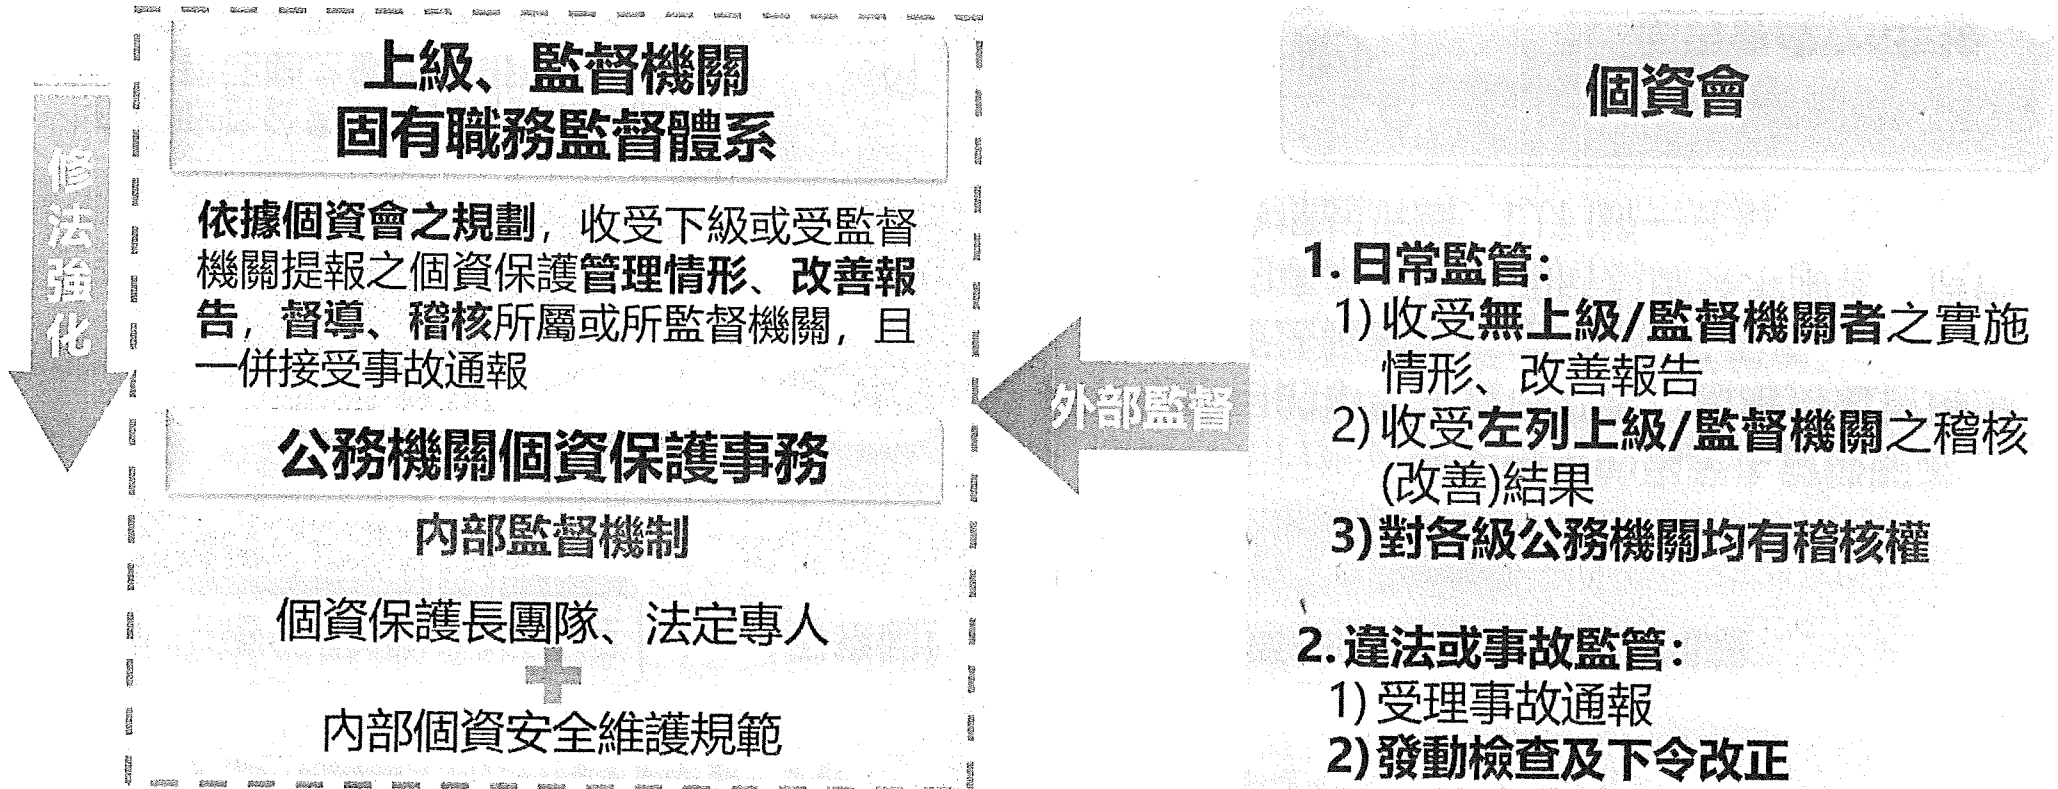 修法強化
上級、監督機關
固有職務監督體系
依據個資會之規劃，收受下級或受監督
機關提報之個資保護管理情形、改善報
告，督導、稽核所屬或所監督機關，且
一併接受事故通報
公務機關個資保護事務
內部監督機制
個資保護長團隊、法定專人
+
內部個資安全維護規範
外部監督
個資會
1.日常監管：
1)收受無上級/監督機關者之實施
情形、改善報告
2)收受左列上級/監督機關之稽核
(改善)結果
3)對各級公務機關均有稽核權
2.違法或事故監管：
1)受理事故通報
2)發動檢查及下令改正